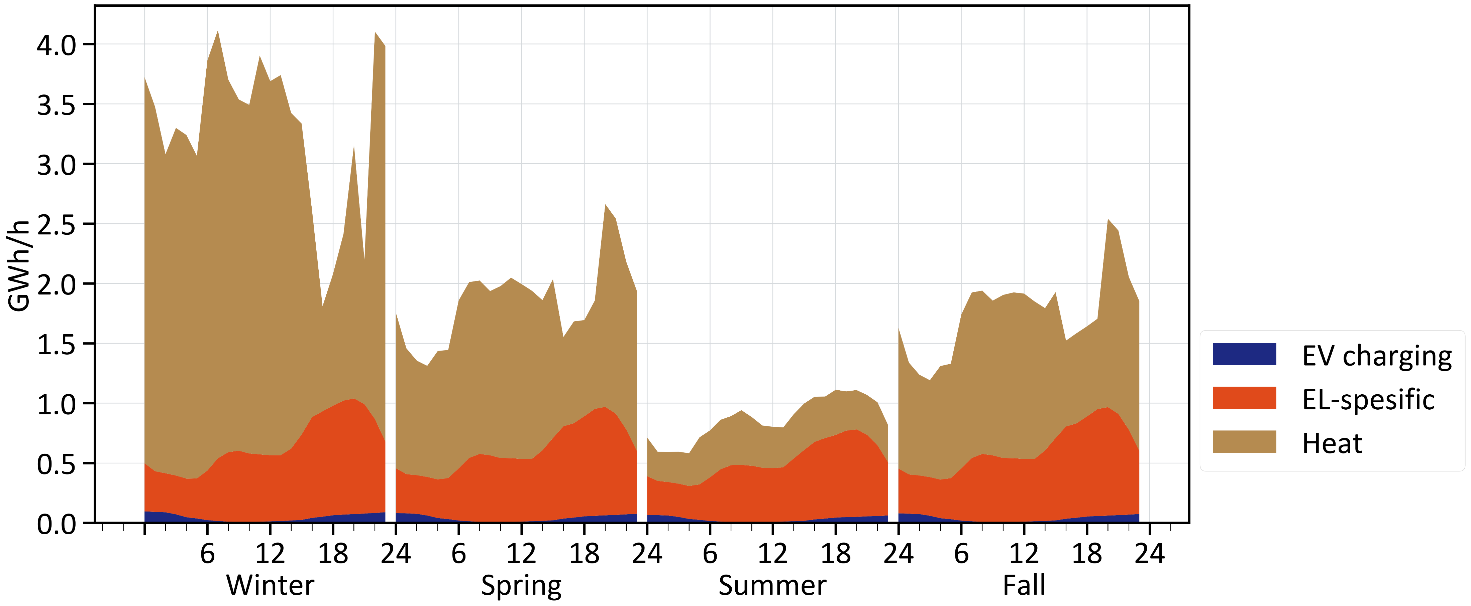 4.0
3.5
3.0
2.5
2.0
1.5
1.0
0.5
0.0
GWh/h
6 12 18 24 6 12 18 24 6 12 18 24 6 12 18 24
Winter Spring Summer Fall
EV charging
EL-spesific
Heat